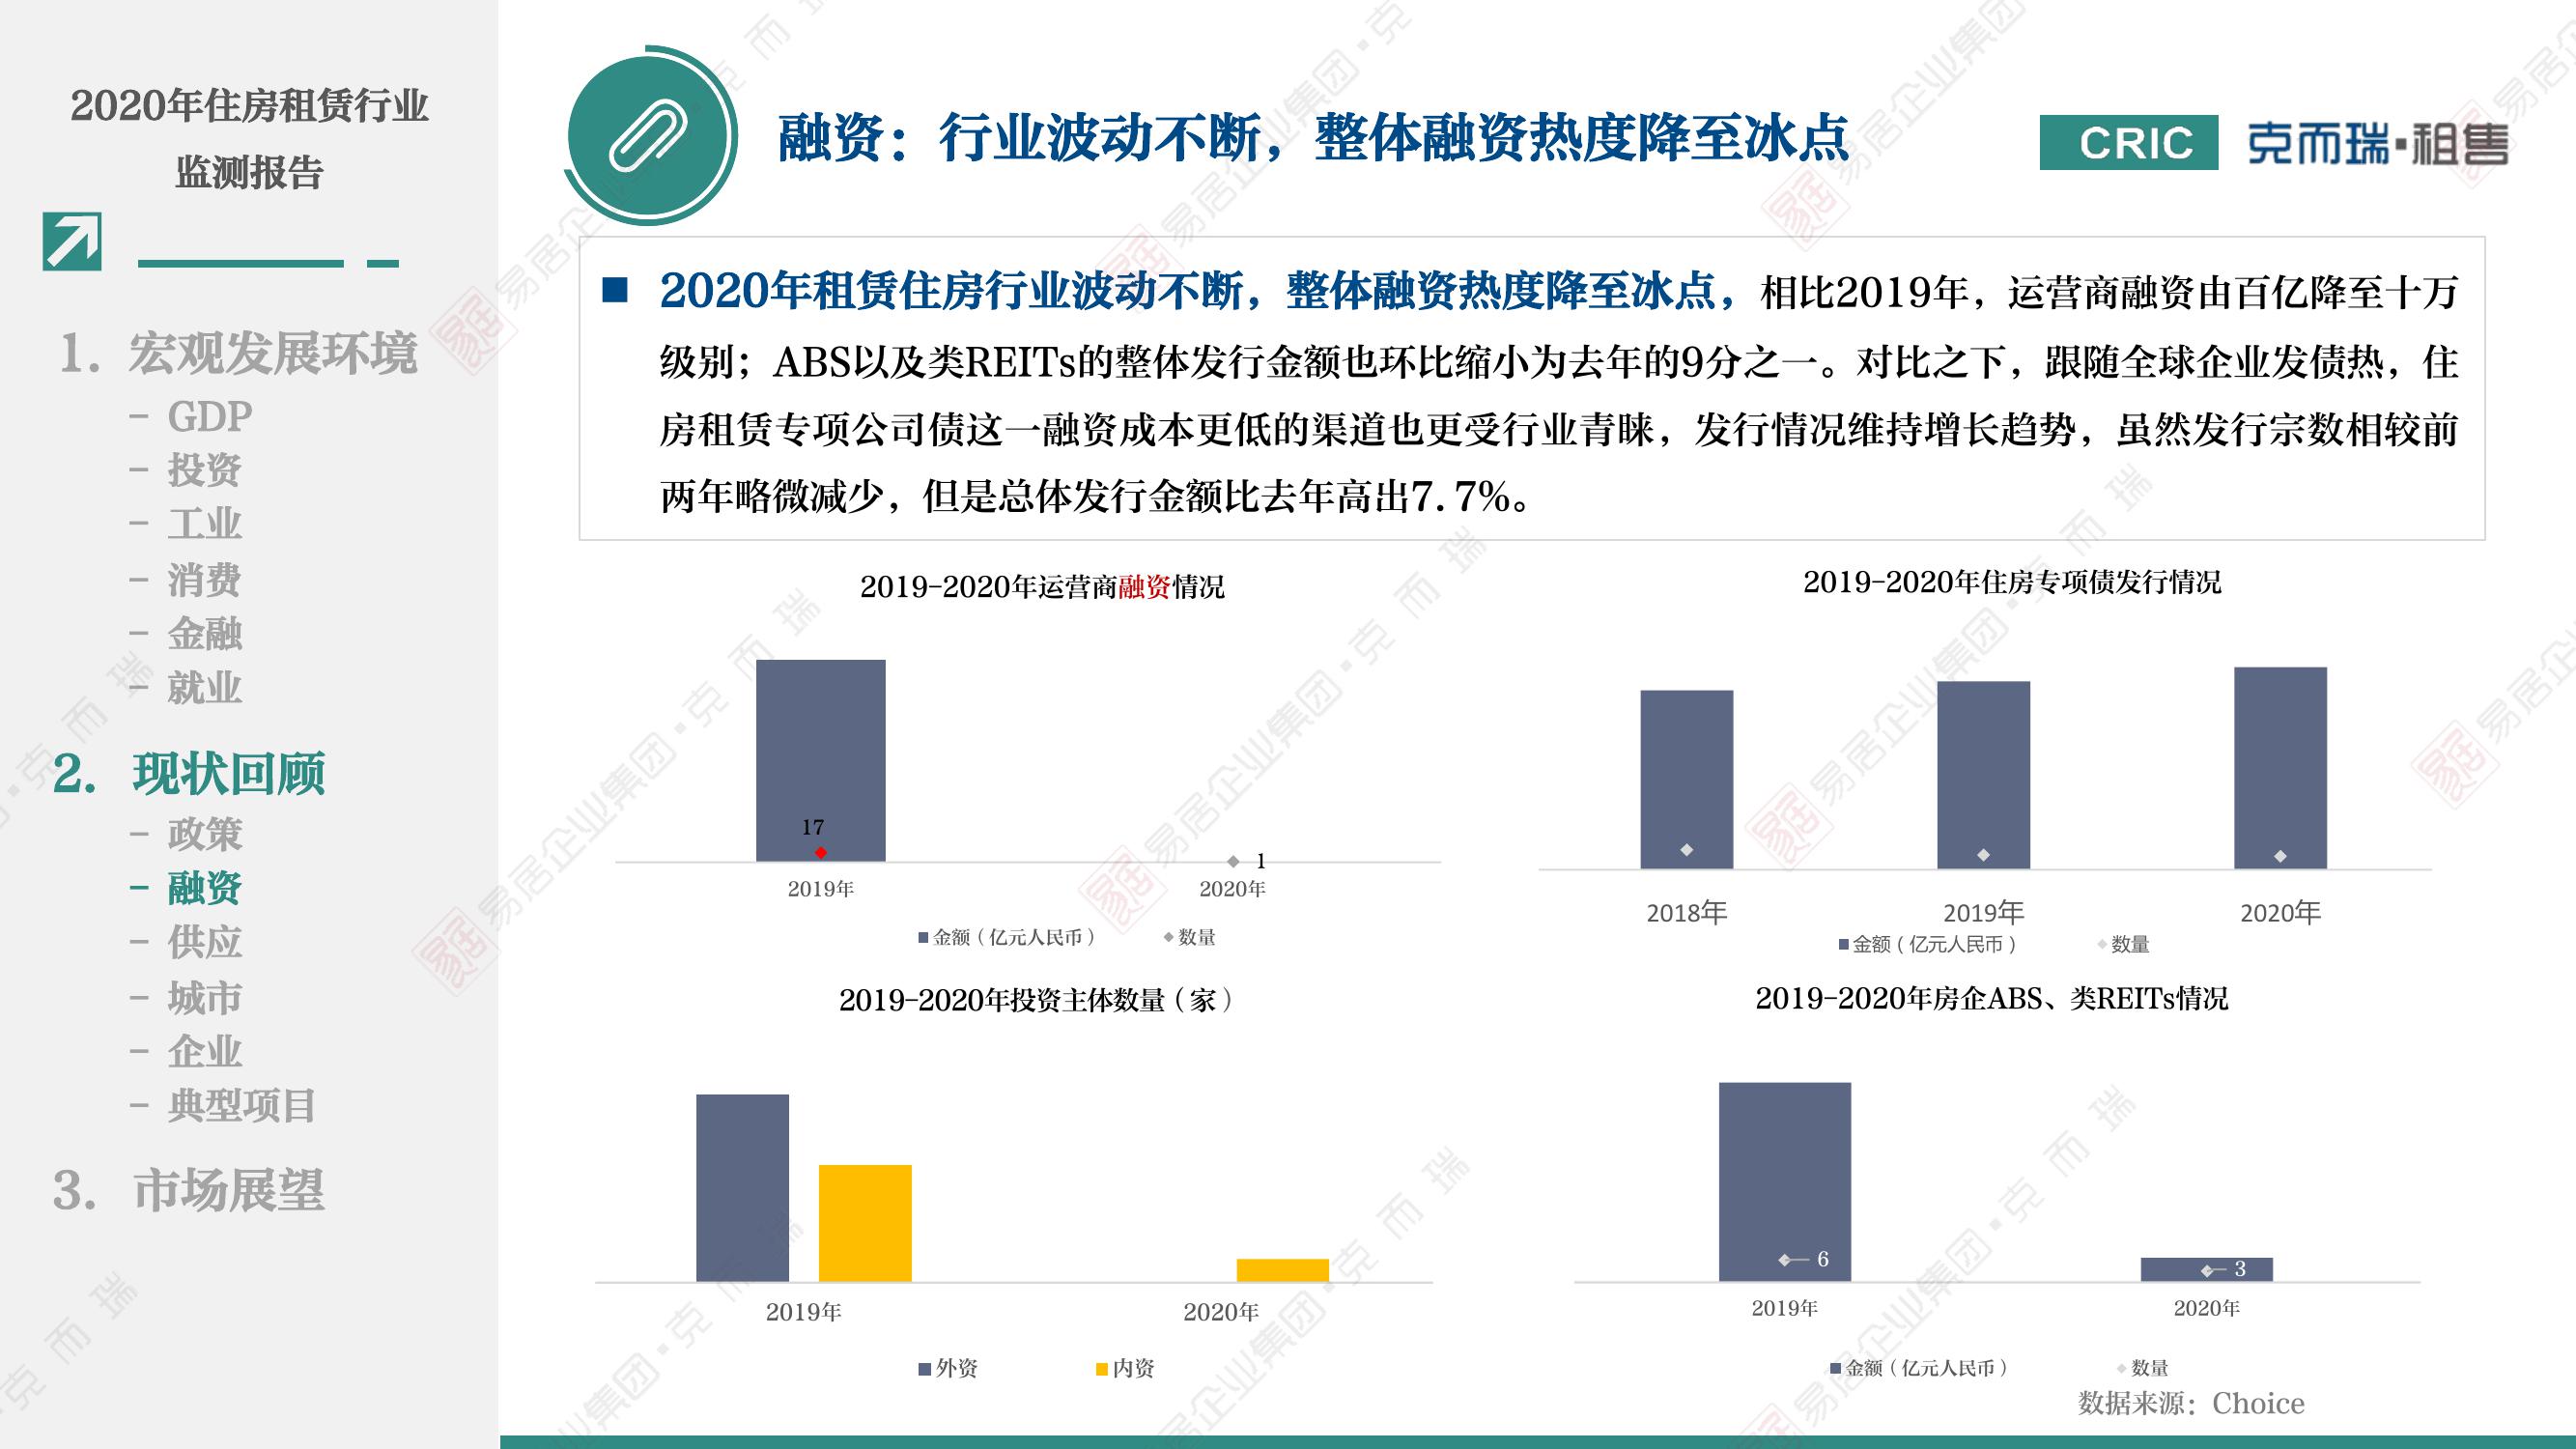 2020年住房租赁行业
监测报告
1. 宏观发展环境
– GDP
– 投资
– 工业
– 消费
– 金融
– 就业
2. 现状回顾
– 政策
– 融资
– 供应
– 城市
– 企业
– 典型项目
3. 市场展望
融资：行业波动不断，整体融资热度降至冰点
CRIC 克而瑞·租售
■ 2020年租赁住房行业波动不断，整体融资热度降至冰点，相比2019年，运营商融资由百亿降至十万
级别；ABS以及类REITs的整体发行金额也环比缩小为去年的9分之一。对比之下，跟随全球企业发债热，住
房租赁专项公司债这一融资成本更低的渠道也更受行业青睐，发行情况维持增长趋势，虽然发行宗数相较前
两年略微减少，但是总体发行金额比去年高出7.7%。
2019-2020年运营商融资情况
17
1
2019年
2020年
金额（亿元人民币）
数量
2019-2020年住房专项债发行情况
2018年
2019年
2020年
金额（亿元人民币）
数量
2019-2020年投资主体数量（家）
2019年
2020年
外资
内资
2019-2020年房企ABS、类REITs情况
6
3
2019年
2020年
金额（亿元人民币）
数量
数据来源：Choice
易居企业集团·克而瑞